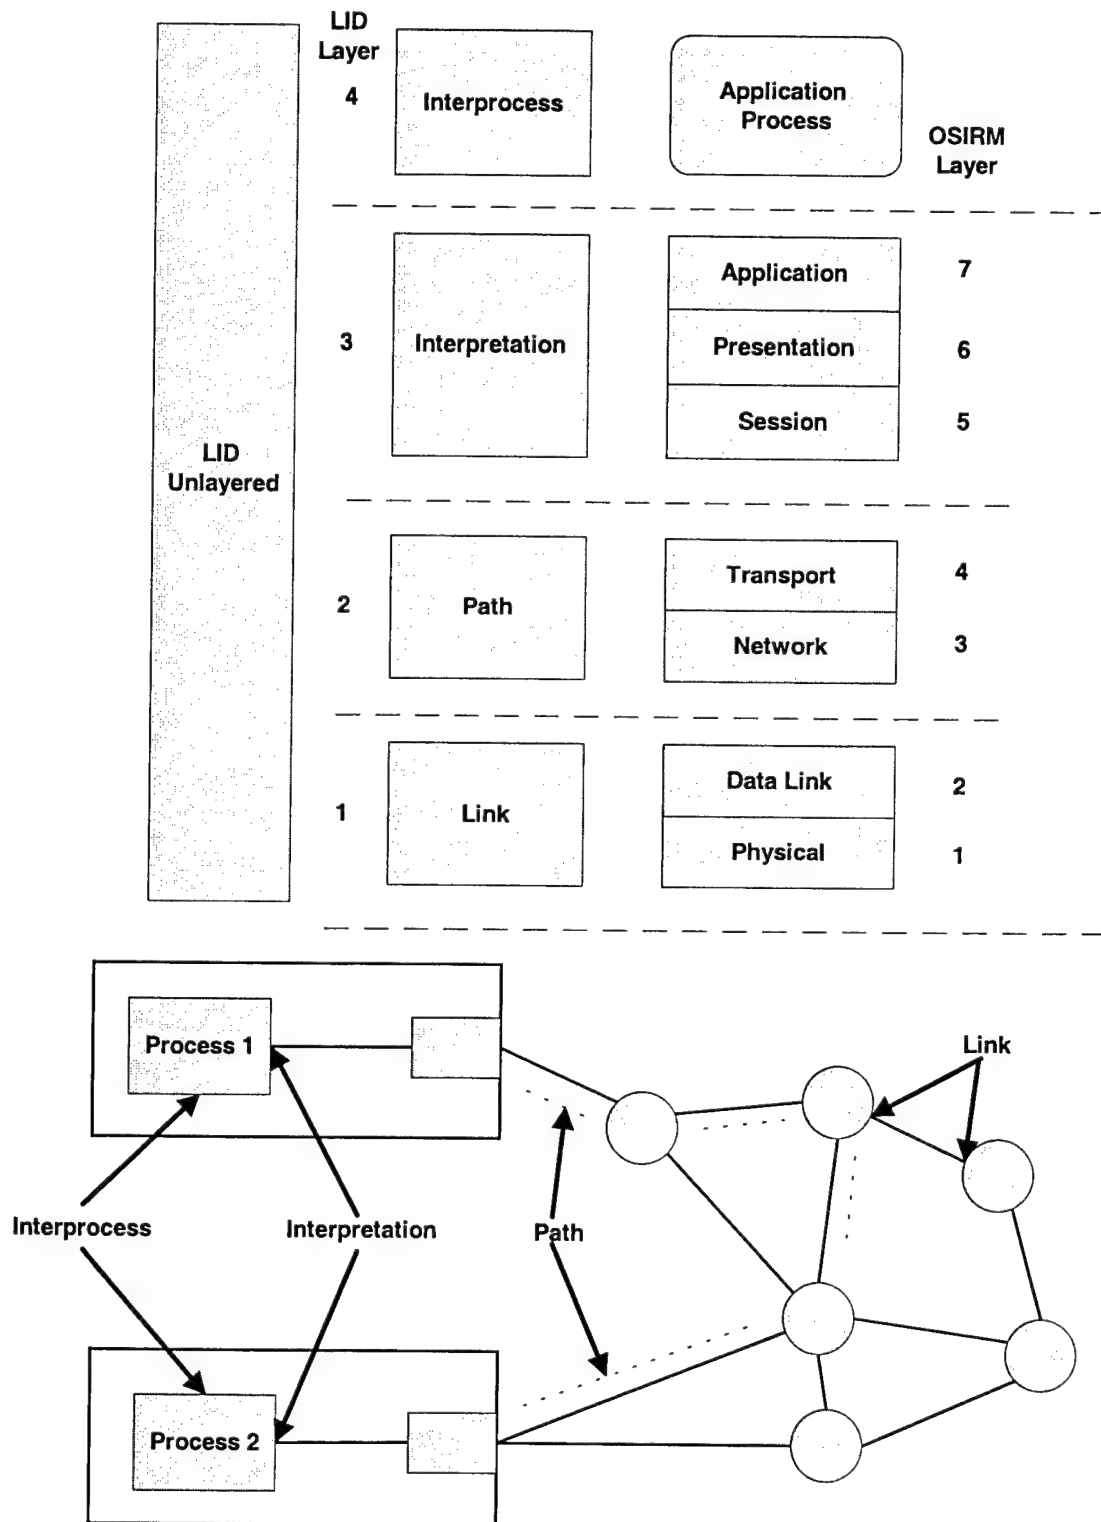 LID
Layer
4
Interprocess
Application
Process
OSIRM
Layer
3
Interpretation
Application
7
Presentation
6
Session
5
LID
Unlayered
2
Path
Transport
4
Network
3
1
Link
Data Link
2
Physical
1
Process 1
Link
Interprocess
Interpretation
Path
Process 2